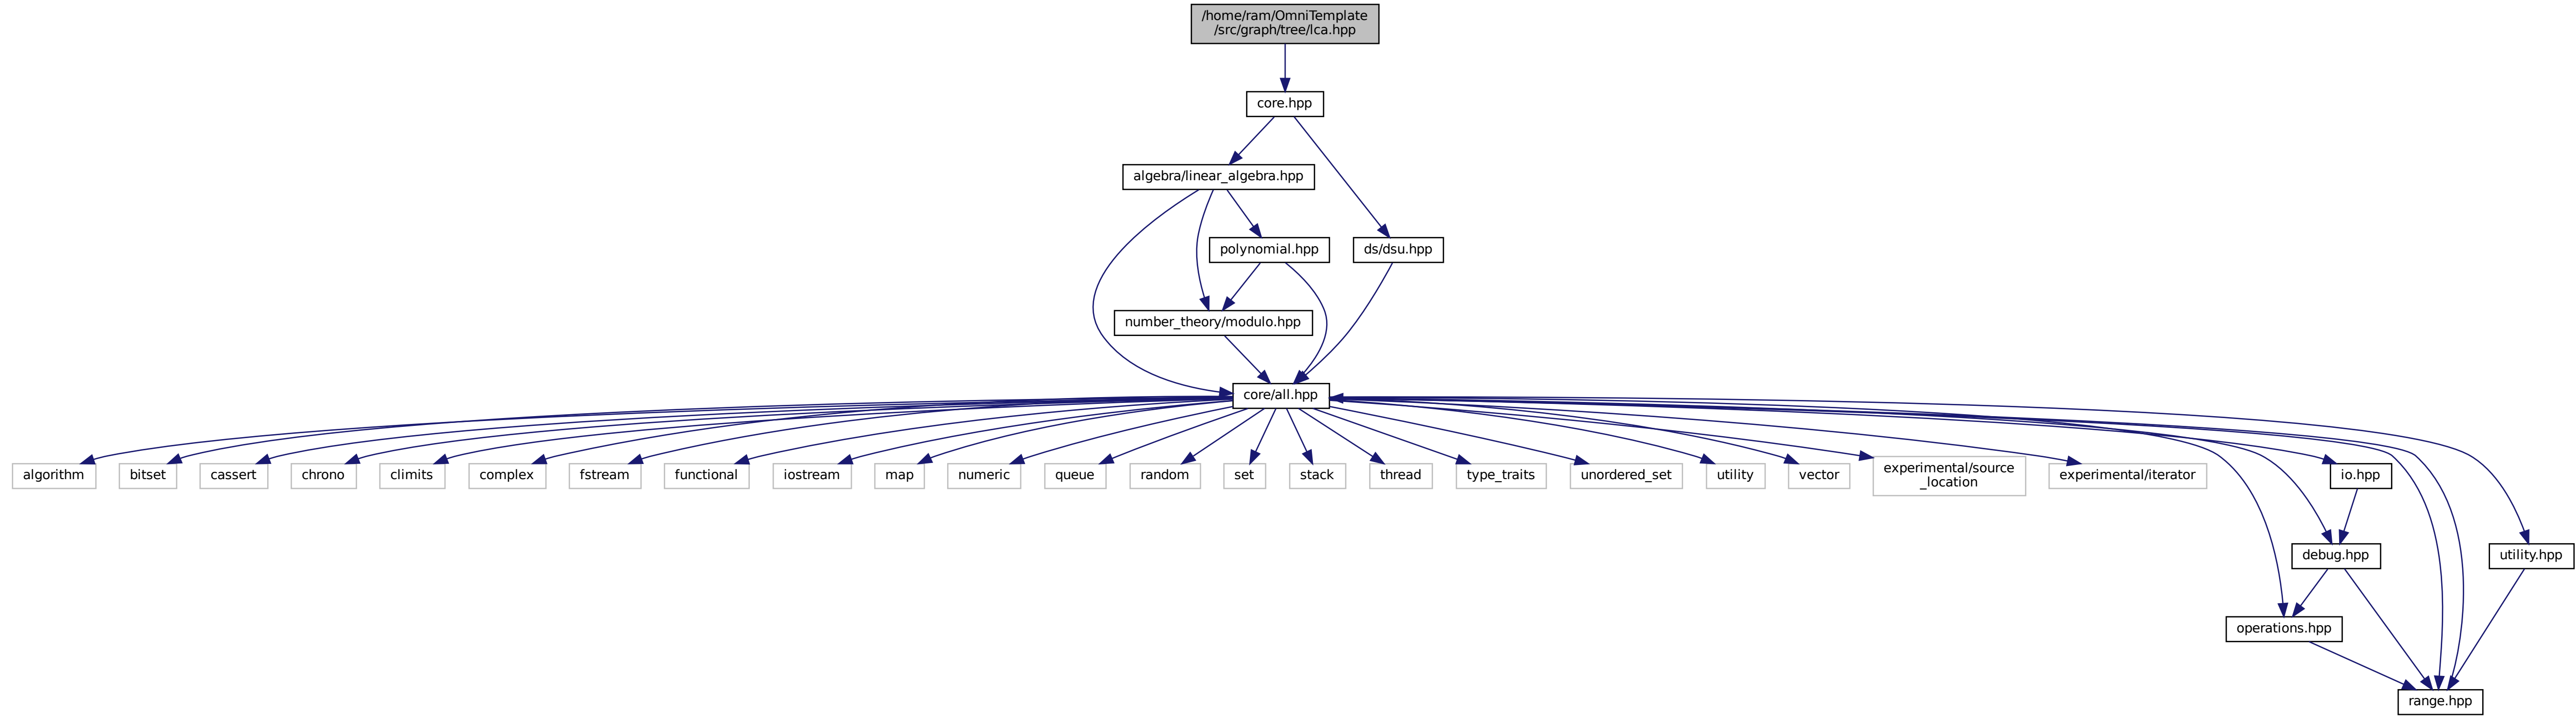 /home/ram/OmniTemplate
/src/graph/tree/lca.hpp
core.hpp
algebra/linear_algebra.hpp
polynomial.hpp
ds/dsu.hpp
number_theory/modulo.hpp
core/all.hpp
algorithm
bitset
cassert
chrono
climits
complex
fstream
functional
iostream
map
numeric
queue
random
set
stack
thread
type_traits
unordered_set
utility
vector
experimental/source
_location
experimental/iterator
io.hpp
debug.hpp
utility.hpp
operations.hpp
range.hpp